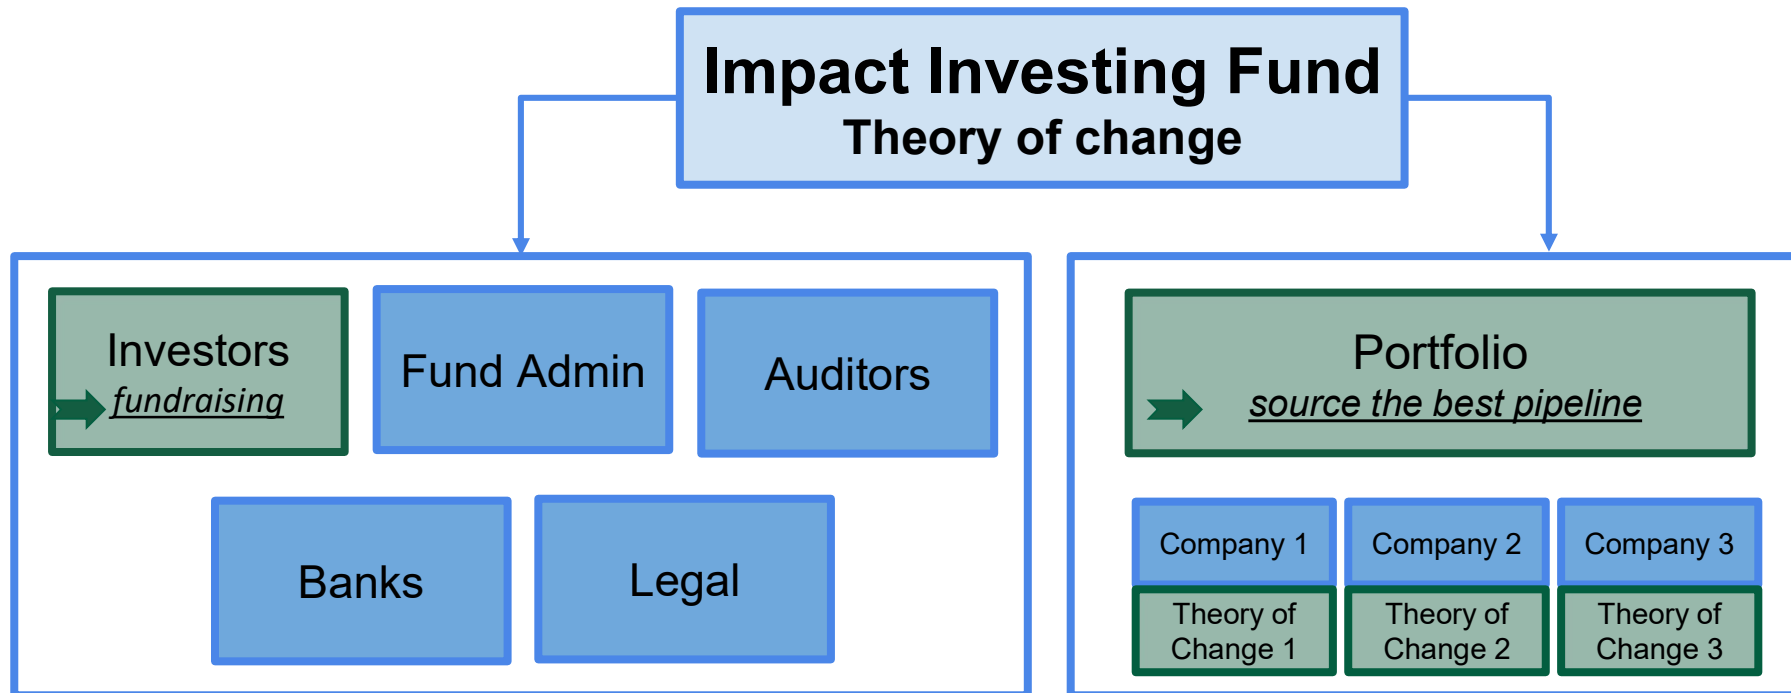 Impact Investing Fund
Theory of change
Investors
fundraising
Fund Admin
Auditors
Banks
Legal
Portfolio
source the best pipeline
Company 1
Company 2
Company 3
Theory of
Change 1
Theory of
Change 2
Theory of
Change 3